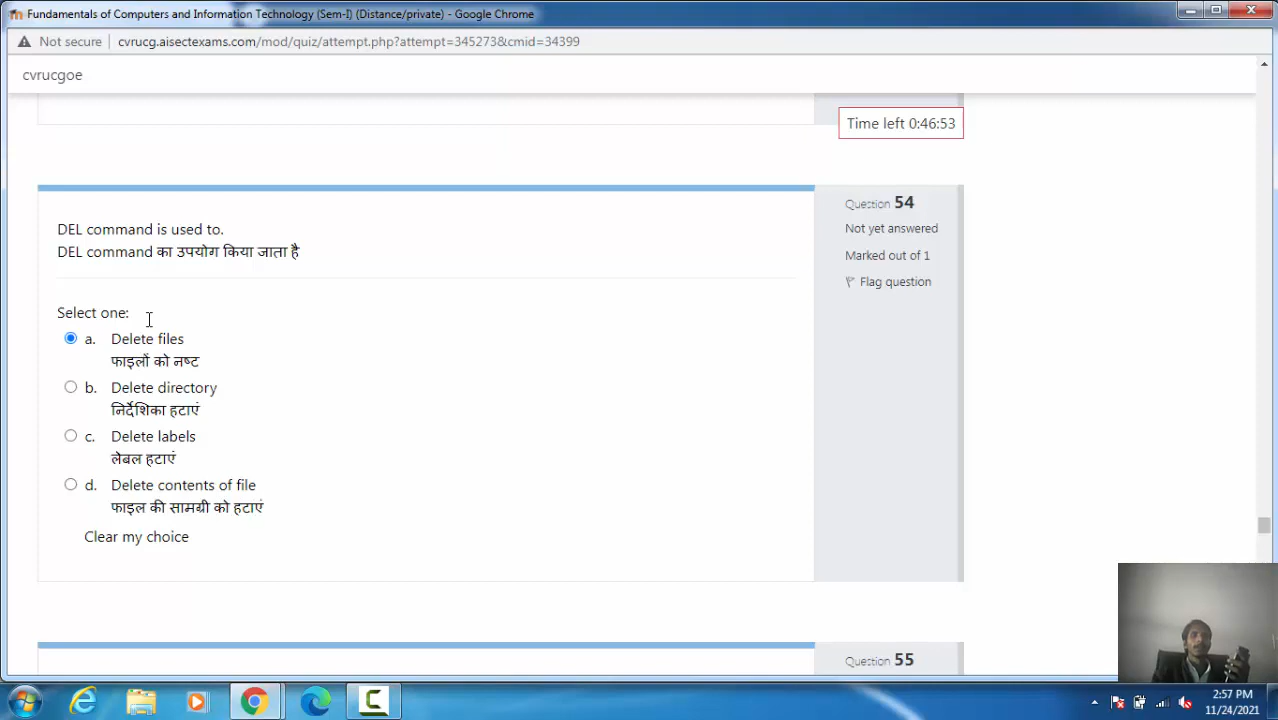 Fundamentals of Computers and Information Technology (Sem-I) (Distance/private) - Google Chrome
Not secure | cvrucg.aisectexams.com/mod/quiz/attempt.php?attempt=345273&cmid=34399
cvrucgoe
Time left 0:46:53
DEL command is used to.
DEL command का उपयोग किया जाता है
Question 54
Not yet answered
Marked out of 1
Flag question
Select one:
a. Delete files
फाइलों को नष्ट
b. Delete directory
निर्देशिका हटाएं
c. Delete labels
लेबल हटाएं
d. Delete contents of file
फाइल की सामग्री को हटाएं
Clear my choice
Question 55
2:57 PM
11/24/2021